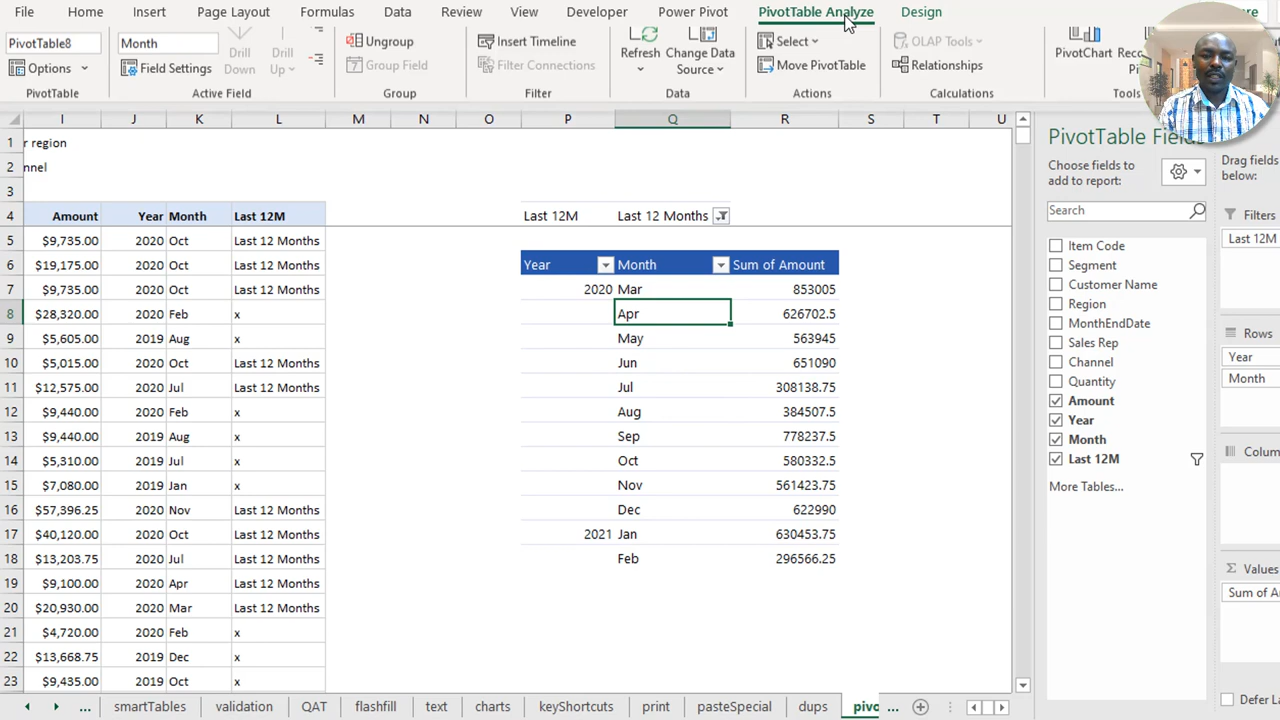 File Home Insert Page Layout Formulas Data Review View Developer Power Pivot PivotTable Analyze Design
PivotTable8 Month Drill Down Drill Up Ungroup Insert Timeline Refresh Change Data Source Select OLAP Tools PivotChart
Options Field Settings Group Field Filter Connections Move PivotTable Relationships
PivotTable Active Field Group Filter Data Actions Calculations Tools
I J K L M N O P Q R S T U
1 r region
2 nnel
3
4 Amount Year Month Last 12M Last 12M Last 12 Months
5 $9,735.00 2020 Oct Last 12 Months
6 $19,175.00 2020 Oct Last 12 Months Year Month Sum of Amount
7 $9,735.00 2020 Oct Last 12 Months 2020 Mar 853005
8 $28,320.00 2020 Feb x Apr 626702.5
9 $5,605.00 2019 Aug x May 563945
10 $5,015.00 2020 Oct Last 12 Months Jun 651090
11 $12,575.00 2020 Jul Last 12 Months Jul 308138.75
12 $9,440.00 2020 Feb x Aug 384507.5
13 $9,440.00 2019 Aug x Sep 778237.5
14 $5,310.00 2019 Jul x Oct 580332.5
15 $7,080.00 2019 Jan x Nov 561423.75
16 $57,396.25 2020 Nov Last 12 Months Dec 622990
17 $40,120.00 2020 Oct Last 12 Months 2021 Jan 630453.75
18 $13,203.75 2020 Jul Last 12 Months Feb 296566.25
19 $9,100.00 2020 Apr Last 12 Months
20 $20,930.00 2020 Mar Last 12 Months
21 $4,720.00 2020 Feb x
22 $13,668.75 2019 Dec x
23 $9,435.00 2019 Oct x
... smartTables validation QAT flashfill text charts keyShortcuts print pasteSpecial dups pivo ...
PivotTable Fields
Choose fields to add to report:
Search
Item Code
Segment
Customer Name
Region
MonthEndDate
Sales Rep
Channel
Quantity
Amount
Year
Month
Last 12M
More Tables...
Drag fields
below:
Filters
Last 12M
Rows
Year
Month
Colum
Σ Values
Sum of A
Defer L